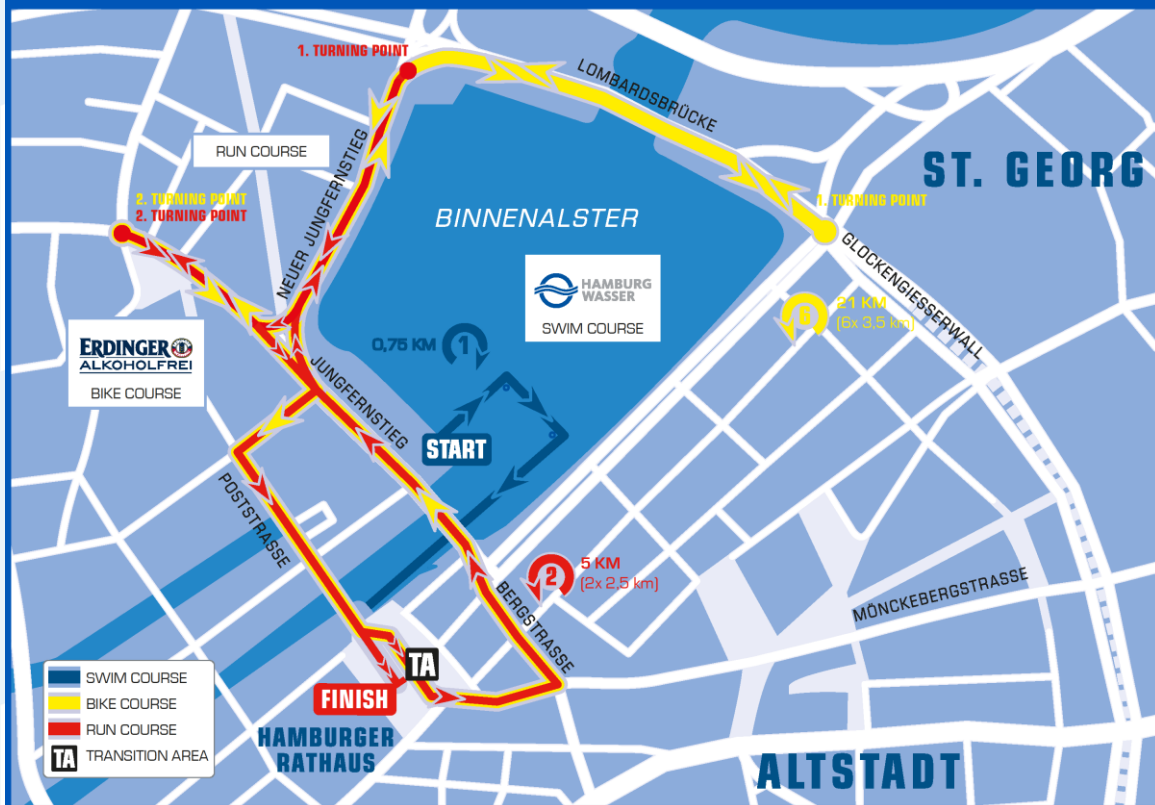 1. TURNING POINT
LOMBARDSBRÜCKE
RUN COURSE
NEUER JUNGFERNSTIEG
ST. GEORG
2. TURNING POINT
2. TURNING POINT
1. TURNING POINT
BINNENALSTER
GLOCKENGIESSERWALL
HAMBURG
WASSER
SWIM COURSE
6
21 KM
(6x 3,5 km)
0,75 KM
1
ERDINGER
ALKOHOLFREI
BIKE COURSE
JUNGFERNSTIEG
START
POSTSTRASSE
2
5 KM
(2x 2,5 km)
BERGSTRASSE
MÖNCKEBERGSTRASSE
TA
FINISH
HAMBURGER
RATHAUS
ALTSTADT
SWIM COURSE
BIKE COURSE
RUN COURSE
TA TRANSITION AREA